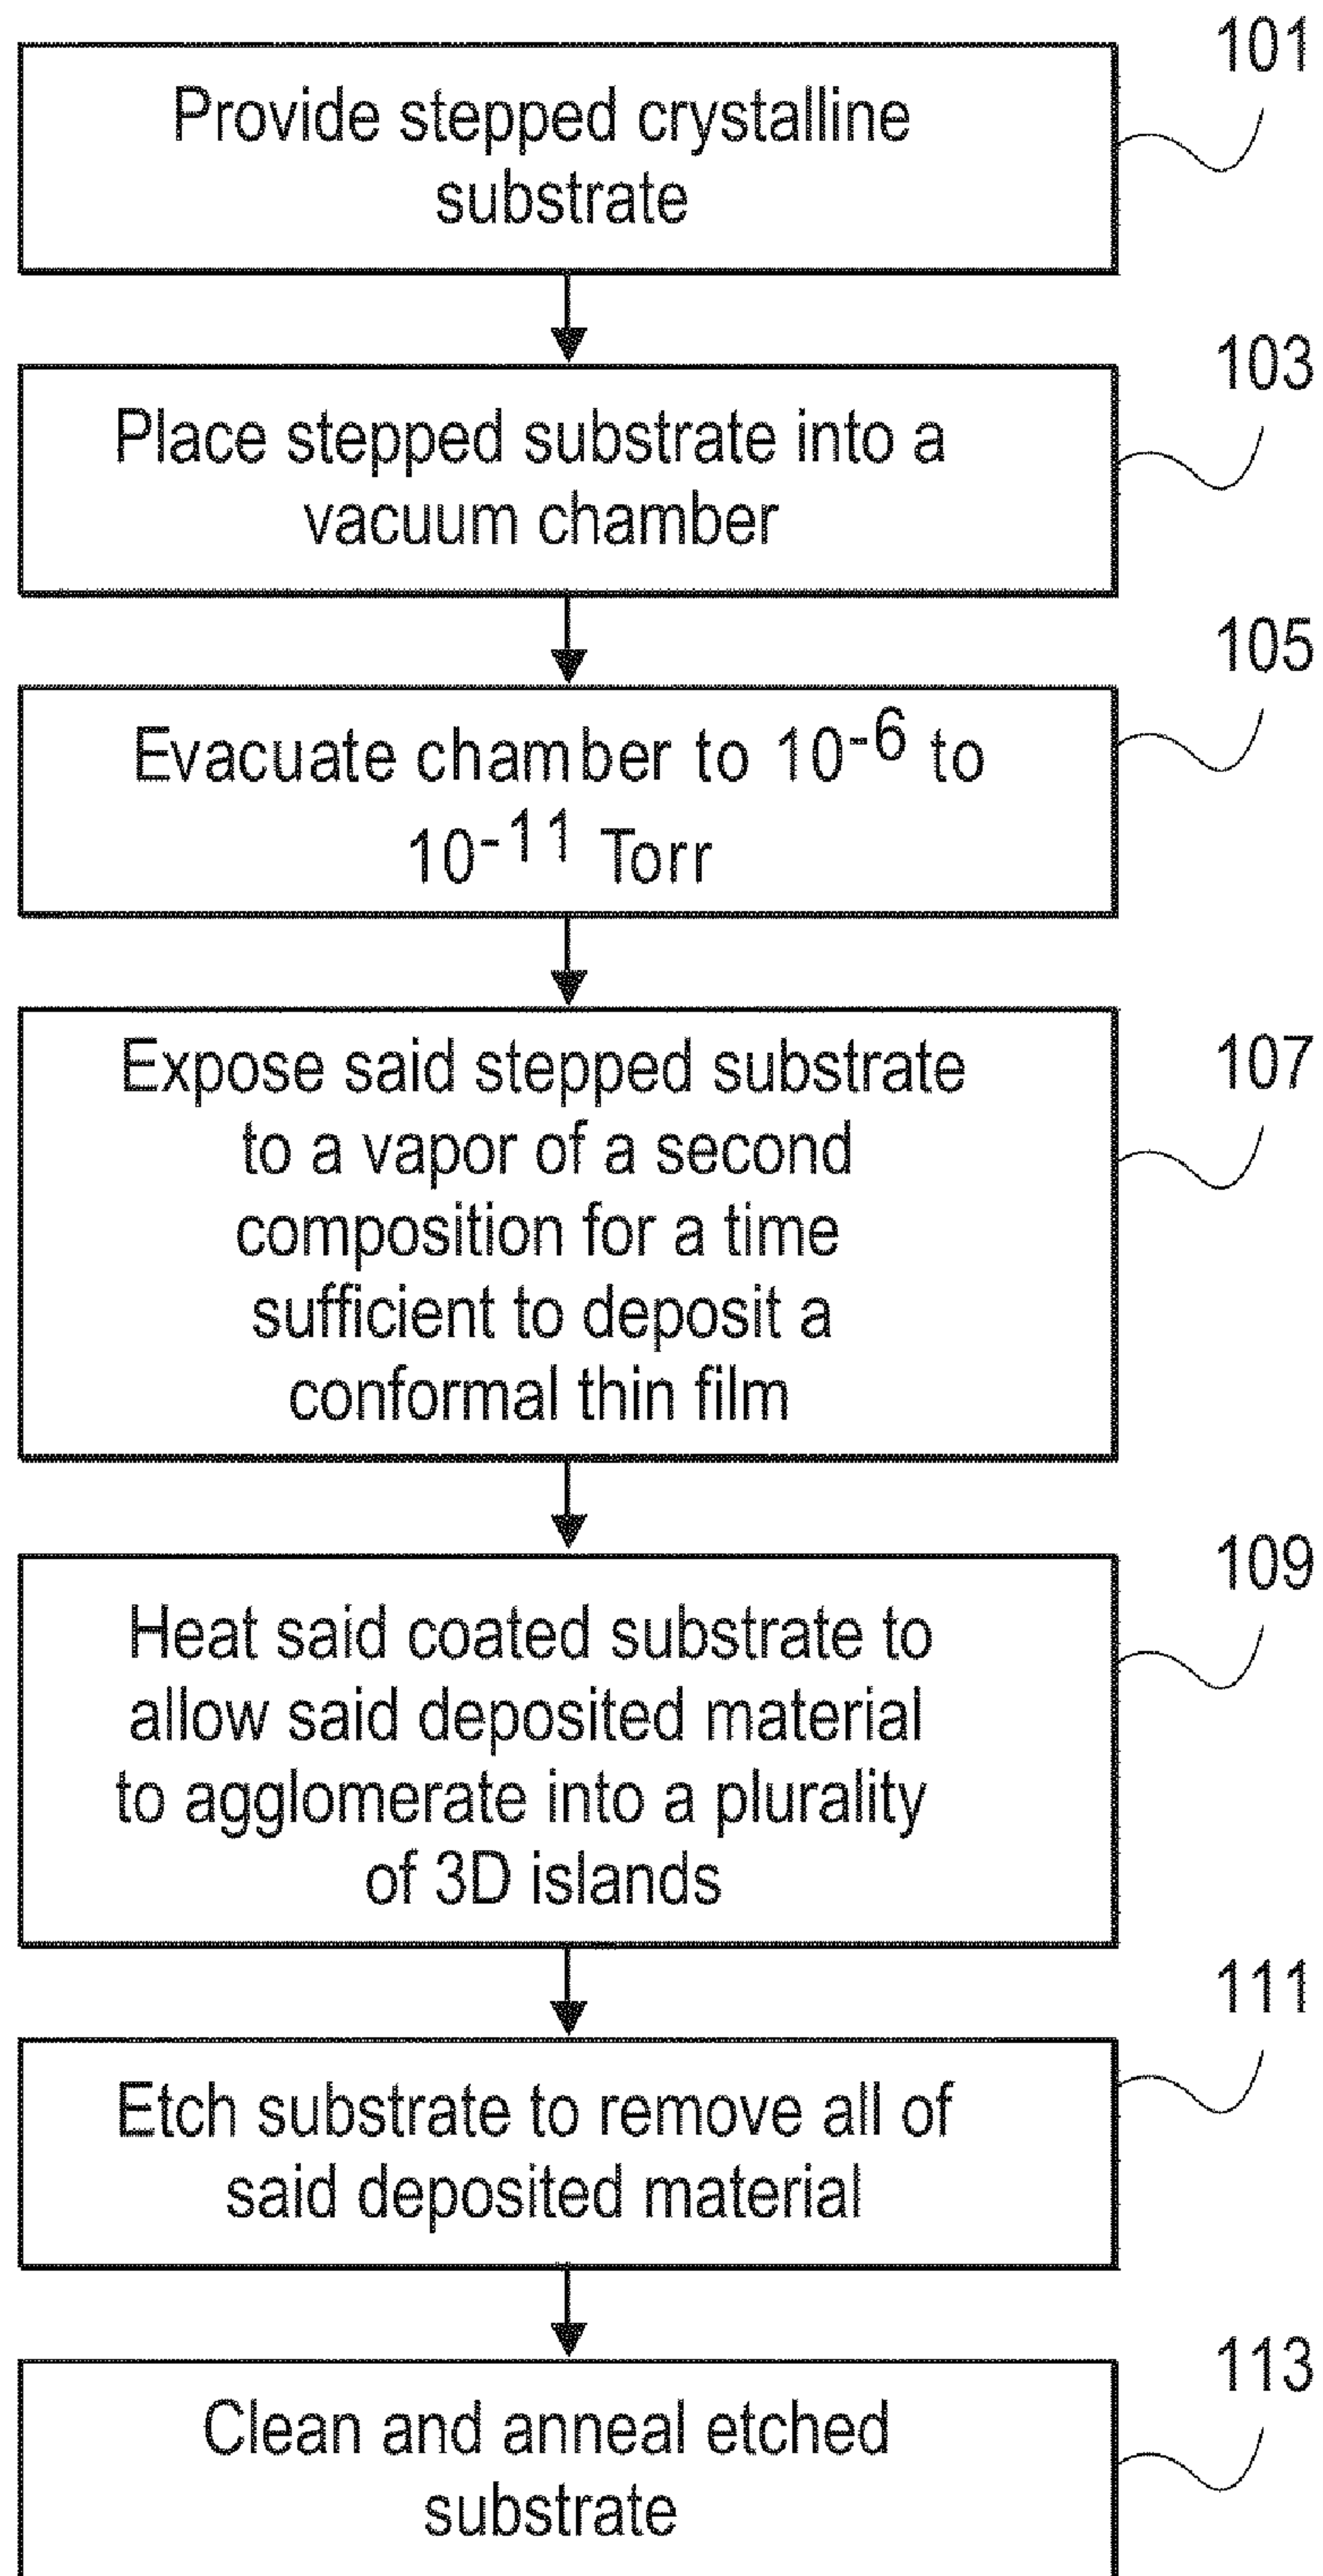 101
Provide stepped crystalline
substrate
103
Place stepped substrate into a
vacuum chamber
105
Evacuate chamber to 10⁻⁶ to
10⁻¹¹ Torr
107
Expose said stepped substrate
to a vapor of a second
composition for a time
sufficient to deposit a
conformal thin film
109
Heat said coated substrate to
allow said deposited material
to agglomerate into a plurality
of 3D islands
111
Etch substrate to remove all of
said deposited material
113
Clean and anneal etched
substrate